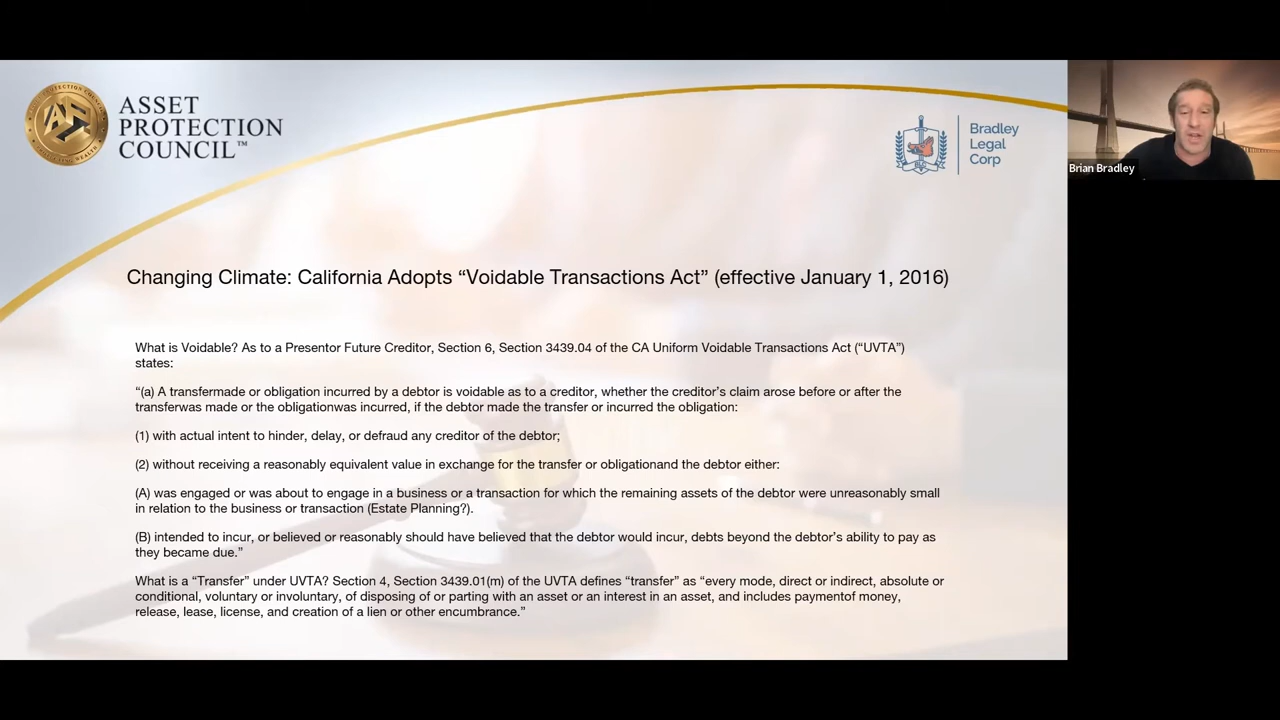 ASSET
PROTECTION
COUNCIL™
Bradley
Legal
Corp
Brian Bradley
Changing Climate: California Adopts “Voidable Transactions Act” (effective January 1, 2016)
What is Voidable? As to a Presentor Future Creditor, Section 6, Section 3439.04 of the CA Uniform Voidable Transactions Act (“UVTA”)
states:
“(a) A transfermade or obligation incurred by a debtor is voidable as to a creditor, whether the creditor’s claim arose before or after the
transferwas made or the obligationwas incurred, if the debtor made the transfer or incurred the obligation:
(1) with actual intent to hinder, delay, or defraud any creditor of the debtor;
(2) without receiving a reasonably equivalent value in exchange for the transfer or obligationand the debtor either:
(A) was engaged or was about to engage in a business or a transaction for which the remaining assets of the debtor were unreasonably small
in relation to the business or transaction (Estate Planning?).
(B) intended to incur, or believed or reasonably should have believed that the debtor would incur, debts beyond the debtor’s ability to pay as
they became due.”
What is a “Transfer” under UVTA? Section 4, Section 3439.01(m) of the UVTA defines “transfer” as “every mode, direct or indirect, absolute or
conditional, voluntary or involuntary, of disposing of or parting with an asset or an interest in an asset, and includes paymentof money,
release, lease, license, and creation of a lien or other encumbrance.”